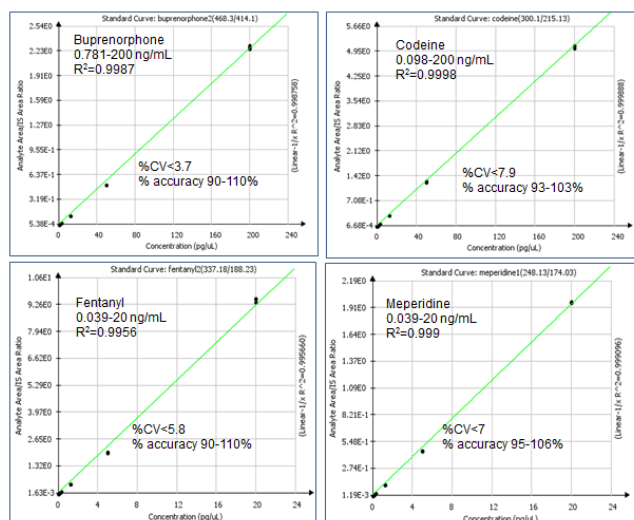 Standard Curve: buprenorphine2(468.3/414.1)
2.54E0
2.23E0
1.91E0
1.59E0
1.27E0
9.55E-1
6.37E-1
3.19E-1
5.38E-4
Analyte Area/IS Area Ratio
Buprenorphone
0.781-200 ng/mL
R²=0.9987
%CV<3.7
% accuracy 90-110%
(Linear-1/x R^2=0.998758)
0 40 80 120 160 200 240
Concentration (pg/uL)
Standard Curve: codeine(300.1/215.13)
5.66E0
4.95E0
3.54E0
2.83E0
2.12E0
1.42E0
7.08E-1
6.68E-4
Analyte Area/IS Area Ratio
Codeine
0.098-200 ng/mL
R²=0.9998
%CV<7.9
% accuracy 93-103%
(Linear-1/x R^2=0.999888)
0 40 80 120 160 200 240
Concentration (pg/uL)
Standard Curve: fentanyl2(337.18/188.23)
1.06E1
9.26E0
7.94E0
6.62E0
5.29E0
3.97E0
2.65E0
1.32E0
1.63E-3
Analyte Area/IS Area Ratio
Fentanyl
0.039-20 ng/mL
R²=0.9956
%CV<5.8
% accuracy 90-110%
(Linear-1/x R^2=0.995660)
0 4 8 12 16 20 24
Concentration (pg/uL)
Standard Curve: meperidine1(248.13/174.03)
2.19E0
1.91E0
1.64E0
1.37E0
1.09E0
8.21E-1
5.48E-1
2.74E-1
1.19E-3
Analyte Area/IS Area Ratio
Meperidine
0.039-20 ng/mL
R²=0.999
%CV<7
% accuracy 95-106%
(Linear-1/x R^2=0.999096)
0 4 8 12 16 20 24
Concentration (pg/uL)